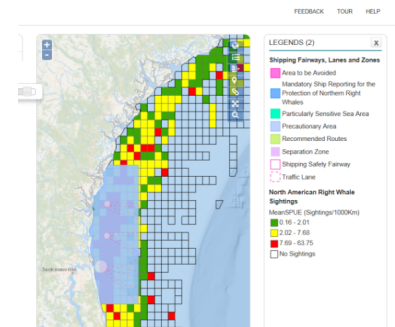 FEEDBACK TOUR HELP
LEGENDS (2) X
Shipping Fairways, Lanes and Zones
Area to be Avoided
Mandatory Ship Reporting for the
Protection of Northern Right
Whales
Particularly Sensitive Sea Area
Precautionary Area
Recommended Routes
Separation Zone
Shipping Safety Fairway
Traffic Lane
North American Right Whale
Sightings
MeanSPUE (Sightings/1000Km)
0.16 - 2.01
2.02 - 7.68
7.69 - 63.75
No Sightings
+
-